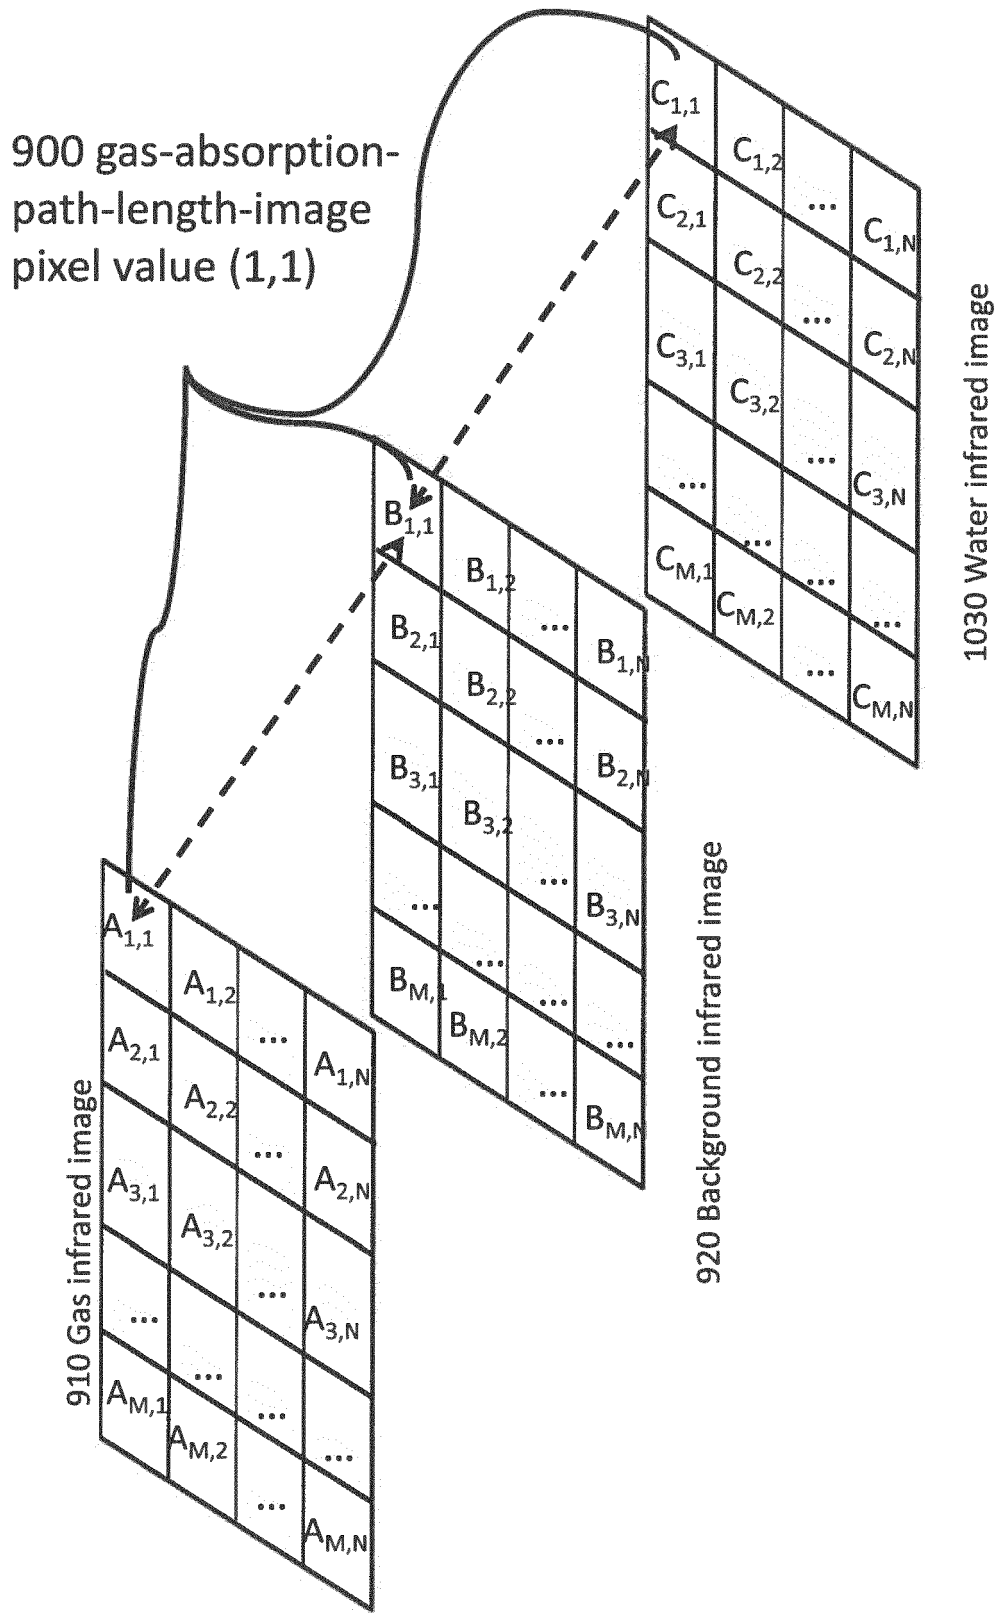 900 gas-absorption-
path-length-image
pixel value (1,1)
C1,1 C1,2 ... C1,N
C2,1 C2,2 ... C2,N
C3,1 C3,2 ... C3,N
... ... ... ...
CM,1 CM,2 ... CM,N
1030 Water infrared image
B1,1 B1,2 ... B1,N
B2,1 B2,2 ... B2,N
B3,1 B3,2 ... B3,N
... ... ... ...
BM,1 BM,2 ... BM,N
920 Background infrared image
A1,1 A1,2 ... A1,N
A2,1 A2,2 ... A2,N
A3,1 A3,2 ... A3,N
... ... ... ...
AM,1 AM,2 ... AM,N
910 Gas infrared image